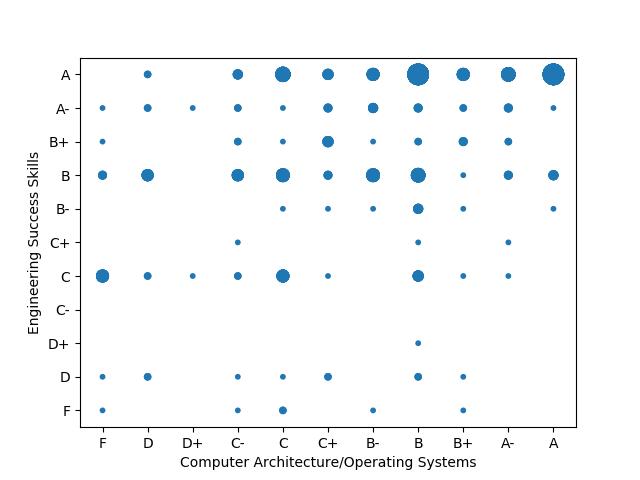 A
A-
B+
B
B-
C+
C
C-
D+
D
F
Engineering Success Skills
F D D+ C- C C+ B- B B+ A- A
Computer Architecture/Operating Systems